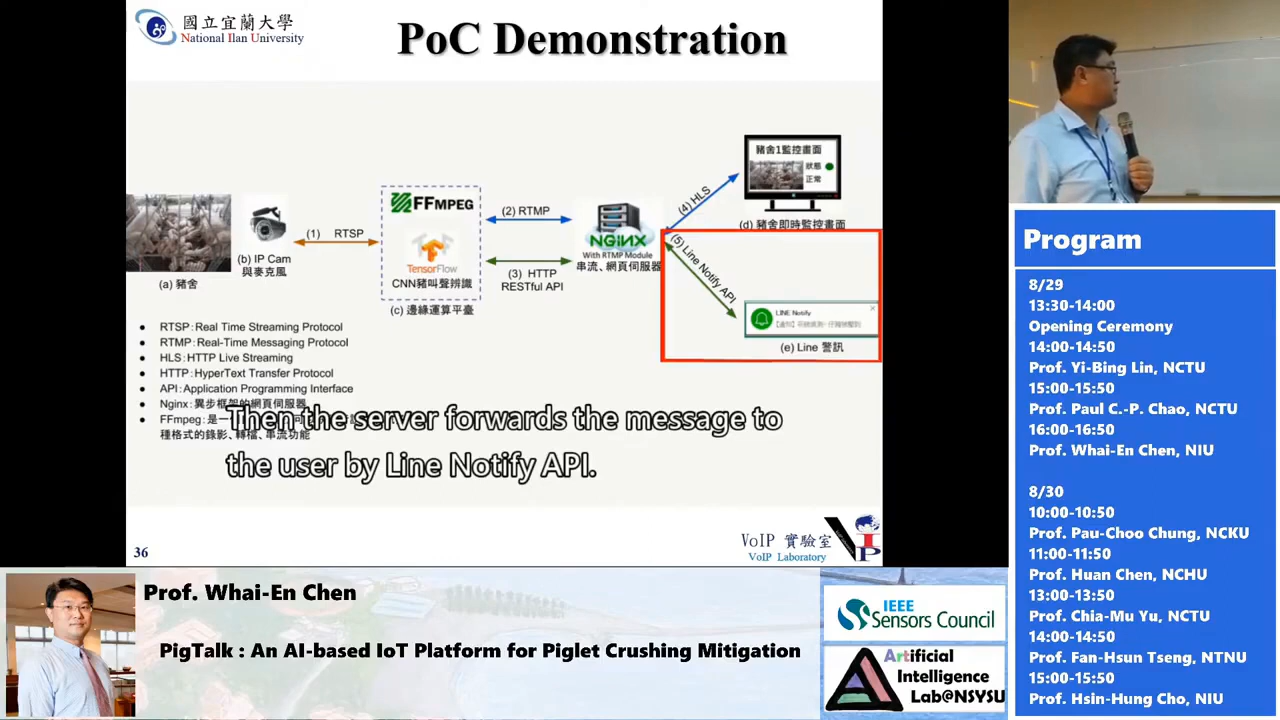 國立宜蘭大學
National Ilan University
PoC Demonstration
豬舍1監控畫面
狀態
正常
FFMPEG
(2) RTMP
(4) HLS
(1) RTSP
NGINX
With RTMP Module
串流、網頁伺服器
(d) 豬舍即時監控畫面
(b) IP Cam
與麥克風
TensorFlow
CNN豬叫聲辨識
(3) HTTP
RESTful API
(5) Line Notify API
(a) 豬舍
(c) 邊緣運算平臺
LINE Notify
(e) Line 警訊
RTSP：Real Time Streaming Protocol
RTMP：Real-Time Messaging Protocol
HLS：HTTP Live Streaming
HTTP：HyperText Transfer Protocol
API：Application Programming Interface
Nginx：異步框架的網頁伺服器
FFmpeg：是一
種格式的錄影、轉檔、串流功能
Then the server forwards the message to
the user by Line Notify API.
36
VoIP 實驗室
VoIP Laboratory
VIP
Program
8/29
13:30-14:00
Opening Ceremony
14:00-14:50
Prof. Yi-Bing Lin, NCTU
15:00-15:50
Prof. Paul C.-P. Chao, NCTU
16:00-16:50
Prof. Whai-En Chen, NIU
8/30
10:00-10:50
Prof. Pau-Choo Chung, NCKU
11:00-11:50
Prof. Huan Chen, NCHU
13:00-13:50
Prof. Chia-Mu Yu, NCTU
14:00-14:50
Prof. Fan-Hsun Tseng, NTNU
15:00-15:50
Prof. Hsin-Hung Cho, NIU
Prof. Whai-En Chen
PigTalk : An AI-based IoT Platform for Piglet Crushing Mitigation
IEEE
Sensors Council
Artificial
Intelligence
Lab@NSYSU